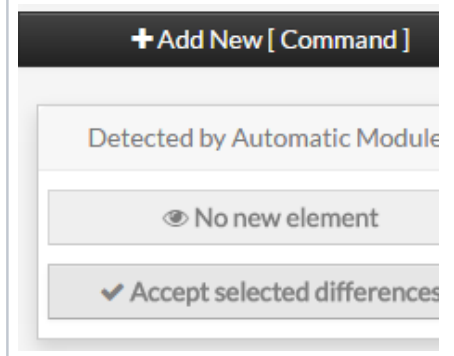 Add New [ Command ]
Detected by Automatic Module
No new element
Accept selected differences